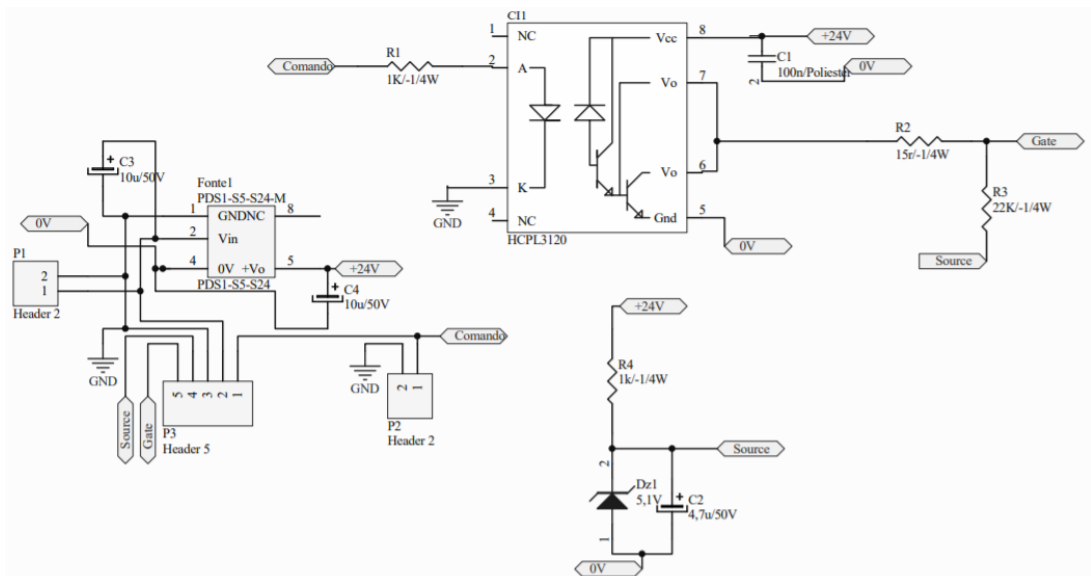 CI1
1
NC
Vcc
8
+24V
Comando
R1
1K/-1/4W
2
A
C1
100n/Poliester
2
0V
Vo
7
R2
15r/-1/4W
Gate
R3
22K/-1/4W
Source
3
K
GND
4
NC
Vo
6
Gnd
5
HCPL3120
0V
C3
10u/50V
Fonte1
PDS1-S5-S24-M
1
GNDNC
8
2
Vin
0V
4
0V +Vo
5
+24V
PDS1-S5-S24
C4
10u/50V
P1
2
1
Header 2
GND
Comando
GND
5
4
3
2
1
P3
Header 5
Source
Gate
2
1
P2
Header 2
+24V
R4
1k/-1/4W
Source
2
Dz1
5,1V
1
C2
4,7u/50V
0V